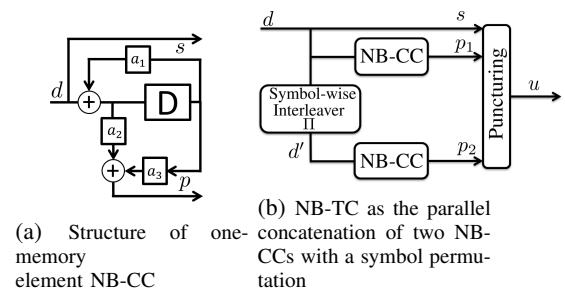 d
s
a1
D
a2
a3
p
(a) Structure of one-
memory
element NB-CC
d
s
NB-CC
p1
Symbol-wise
Interleaver
Π
d′
NB-CC
p2
Puncturing
u
(b) NB-TC as the parallel
concatenation of two NB-
CCs with a symbol permu-
tation